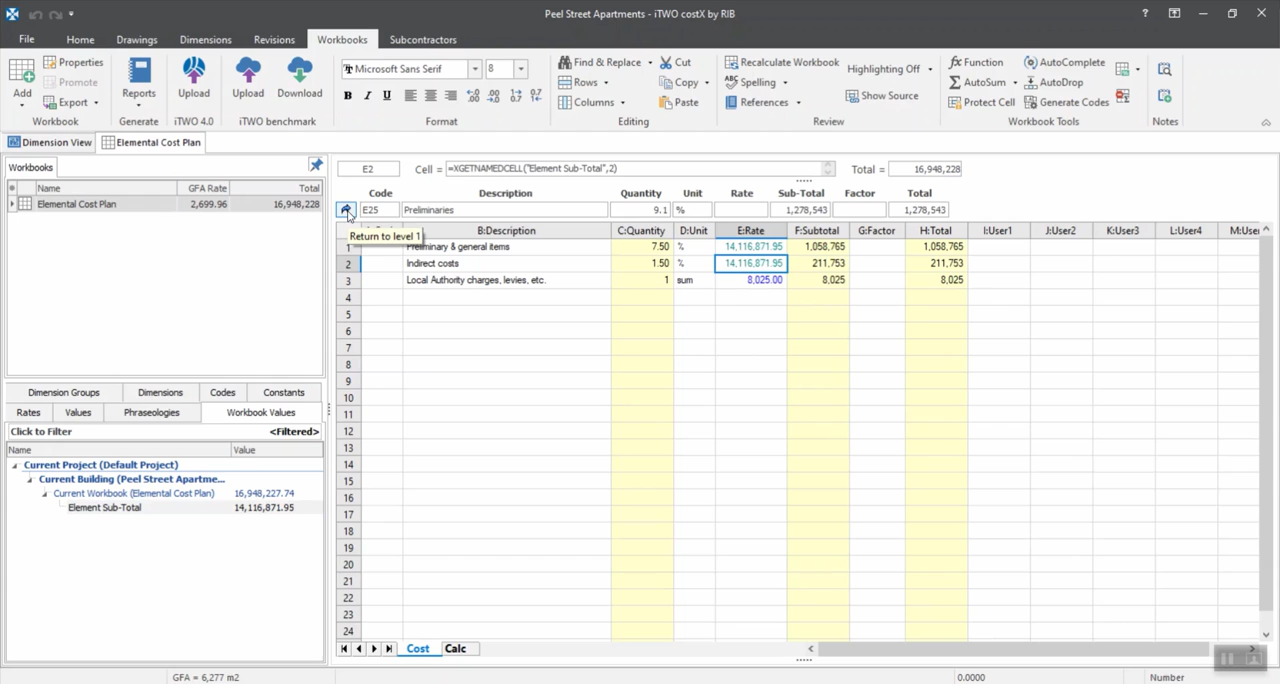 Peel Street Apartments - iTWO costX by RIB
?
File Home Drawings Dimensions Revisions Workbooks Subcontractors
Add
Properties
Promote
Export
Workbook
Reports
Generate
Upload
iTWO 4.0
Upload Download
iTWO benchmark
Microsoft Sans Serif 8
B I U
Format
Find & Replace Cut
Rows Copy
Columns Paste
Editing
Recalculate Workbook Highlighting Off
Spelling
Show Source
References
Review
Function AutoComplete
AutoSum AutoDrop
Protect Cell Generate Codes
Workbook Tools
Notes
Dimension View Elemental Cost Plan
Workbooks
Name GFA Rate Total
Elemental Cost Plan 2,699.96 16,948,228
Dimension Groups Dimensions Codes Constants
Rates Values Phraseologies Workbook Values
Click to Filter <Filtered>
Name Value
Current Project (Default Project)
Current Building (Peel Street Apartme...
Current Workbook (Elemental Cost Plan) 16,948,227.74
Element Sub-Total 14,116,871.95
E2 Cell = =XGETNAMEDCELL("Element Sub-Total",2) Total = 16,948,228
Code Description Quantity Unit Rate Sub-Total Factor Total
E25 Preliminaries 9.1 % 1,278,543 1,278,543
Return to level 1
B:Description C:Quantity D:Unit E:Rate F:Subtotal G:Factor H:Total I:User1 J:User2 K:User3 L:User4 M:User
1 Preliminary & general items 7.50 % 14,116,871.95 1,058,765 1,058,765
2 Indirect costs 1.50 % 14,116,871.95 211,753 211,753
3 Local Authority charges, levies, etc. 1 sum 8,025.00 8,025 8,025
4
5
6
7
8
9
10
11
12
13
14
15
16
17
18
19
20
21
22
23
24
Cost Calc
GFA = 6,277 m2 0.0000 Number